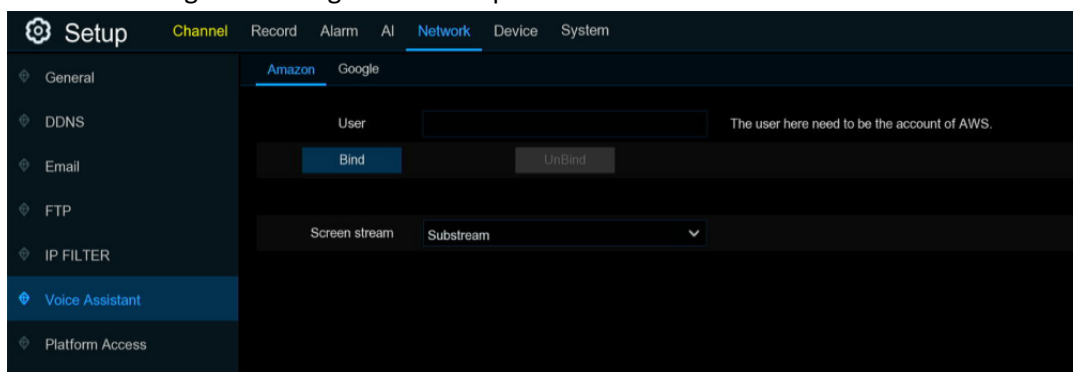 Setup Channel Record Alarm AI Network Device System
Amazon Google
General
DDNS
User The user here need to be the account of AWS.
Bind UnBind
Email
FTP
Screen stream Substream
IP FILTER
Voice Assistant
Platform Access